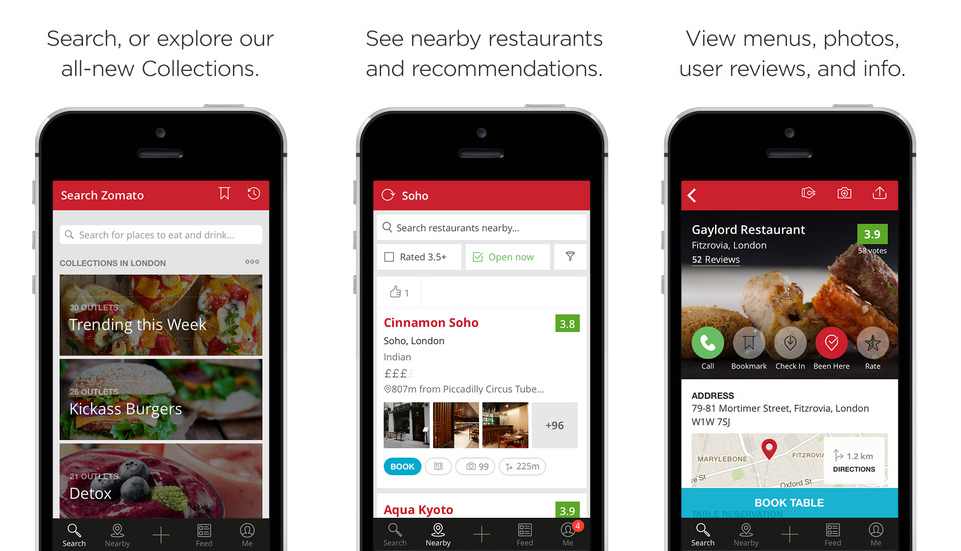 Search, or explore our
all-new Collections.
See nearby restaurants
and recommendations.
View menus, photos,
user reviews, and info.
Search Zomato
Search for places to eat and drink...
COLLECTIONS IN LONDON
30 OUTLETS
Trending this Week
26 OUTLETS
Kickass Burgers
21 OUTLETS
Detox
Search
Nearby
Feed
Me
Soho
Search restaurants nearby...
Rated 3.5+
Open now
1
Cinnamon Soho
3.8
Soho, London
Indian
££££
807m from Piccadilly Circus Tube...
+96
BOOK
99
225m
Aqua Kyoto
3.9
Search
Nearby
Feed
Me
4
Gaylord Restaurant
3.9
Fitzrovia, London
58 votes
52 Reviews
Call
Bookmark
Check In
Been Here
Rate
ADDRESS
79-81 Mortimer Street, Fitzrovia, London
W1W 7SJ
MARYLEBONE
FITZROVI
1.2 km
DIRECTIONS
Oxford St
BOOK TABLE
TABLE RESERVATION
Search
Nearby
Feed
Me